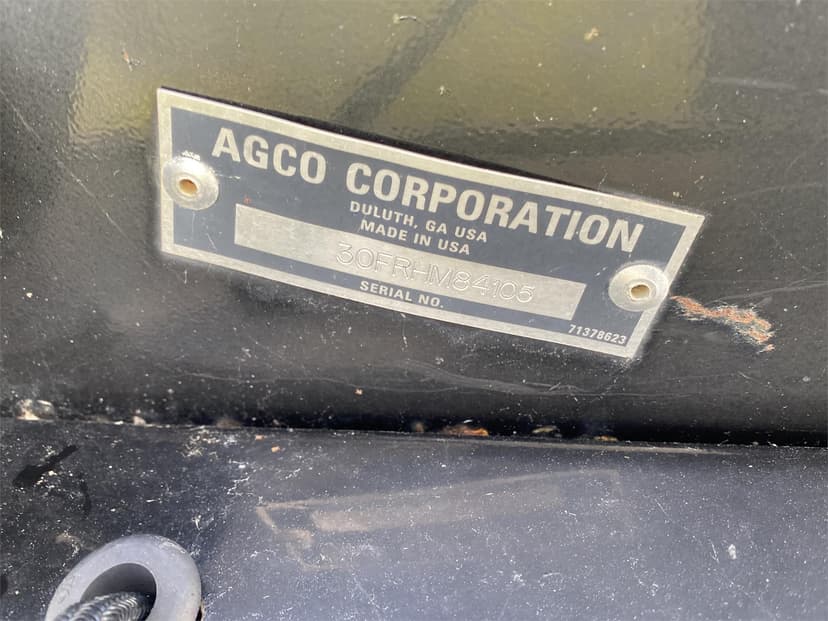 AGCO CORPORATION
DULUTH, GA USA
MADE IN USA
30FRHM84105
SERIAL NO.
71378623